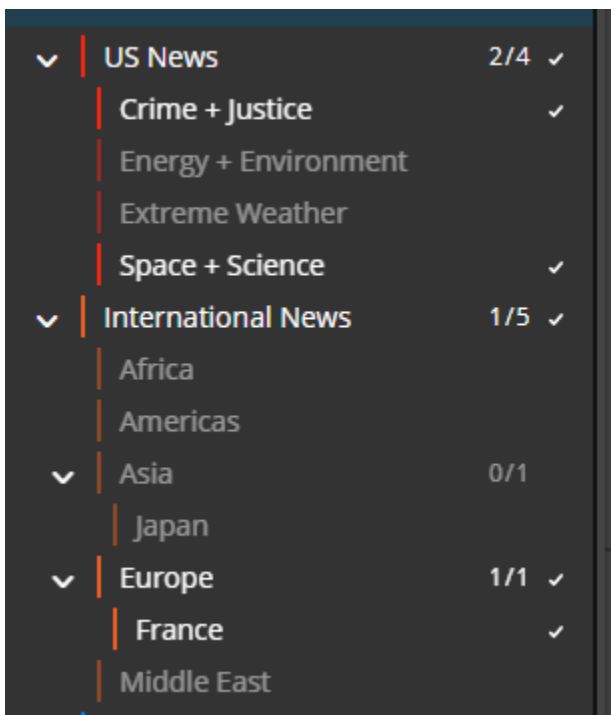 US News 2/4
Crime + Justice
Energy + Environment
Extreme Weather
Space + Science
International News 1/5
Africa
Americas
Asia 0/1
Japan
Europe 1/1
France
Middle East